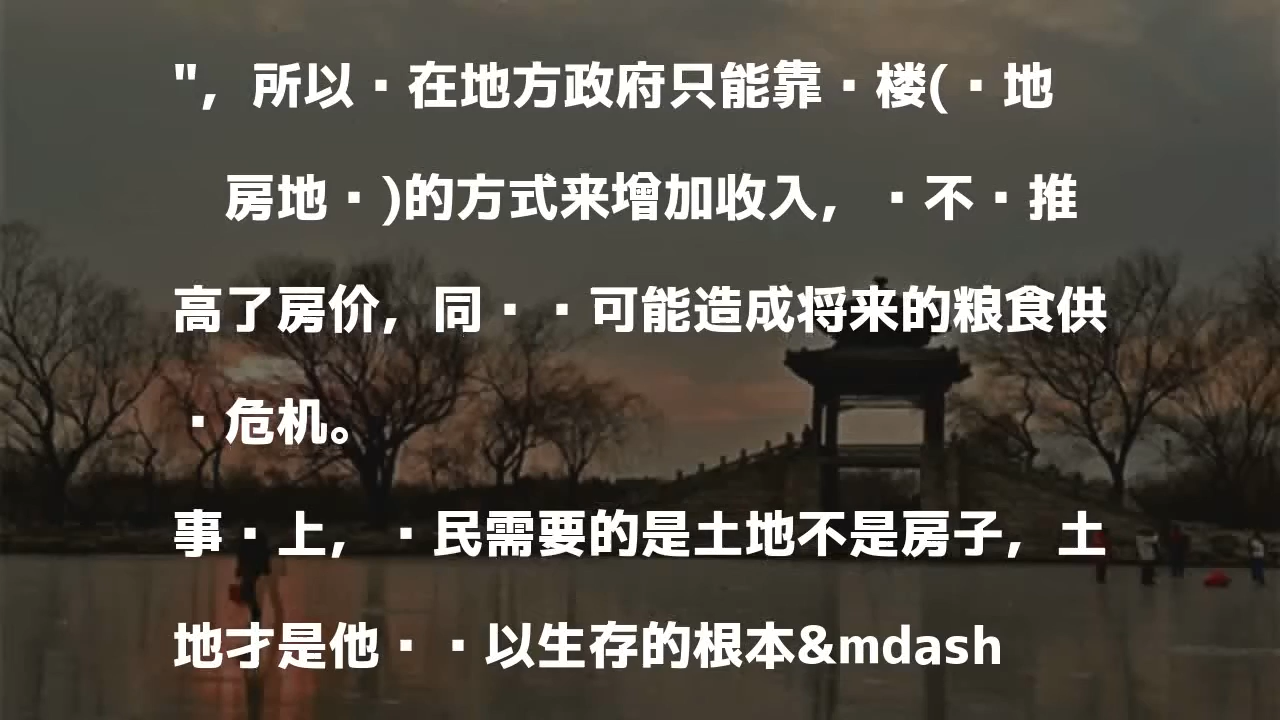 "，所以·在地方政府只能靠·楼(·地
房地·)的方式来增加收入，·不·推
高了房价，同··可能造成将来的粮食供
·危机。
事·上，·民需要的是土地不是房子，土
地才是他··以生存的根本&mdash